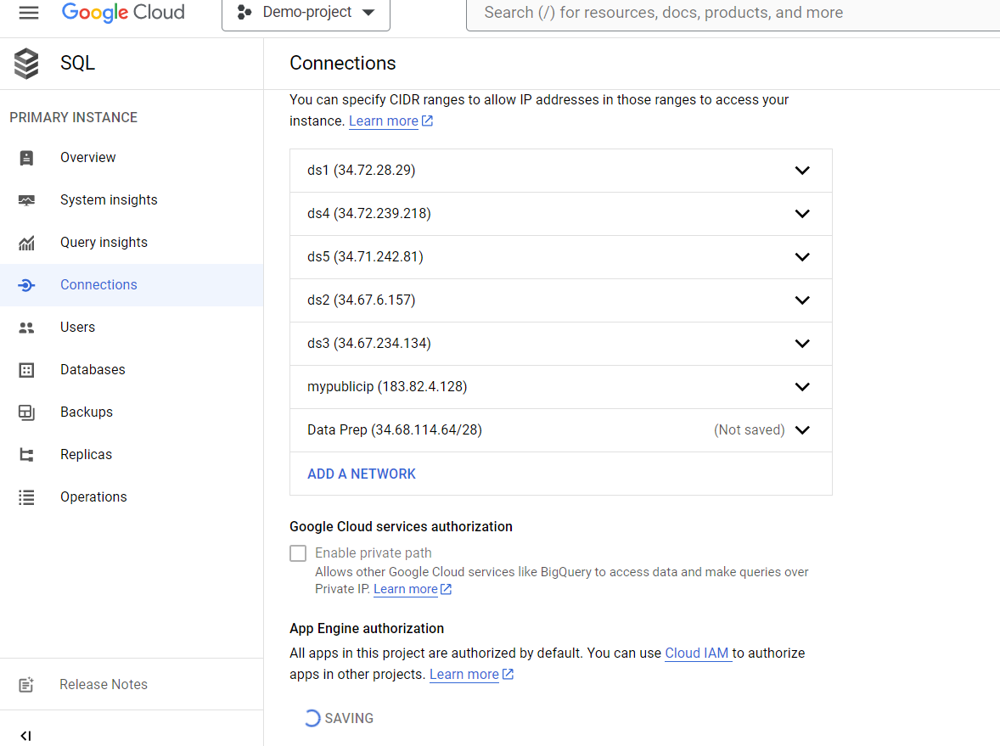 Google Cloud
Demo-project
Search (/) for resources, docs, products, and more
SQL
Connections
PRIMARY INSTANCE
Overview
System insights
Query insights
Connections
Users
Databases
Backups
Replicas
Operations
Release Notes
You can specify CIDR ranges to allow IP addresses in those ranges to access your
instance. Learn more
ds1 (34.72.28.29)
ds4 (34.72.239.218)
ds5 (34.71.242.81)
ds2 (34.67.6.157)
ds3 (34.67.234.134)
mypublicip (183.82.4.128)
Data Prep (34.68.114.64/28) (Not saved)
ADD A NETWORK
Google Cloud services authorization
Enable private path
Allows other Google Cloud services like BigQuery to access data and make queries over
Private IP. Learn more
App Engine authorization
All apps in this project are authorized by default. You can use Cloud IAM to authorize
apps in other projects. Learn more
SAVING